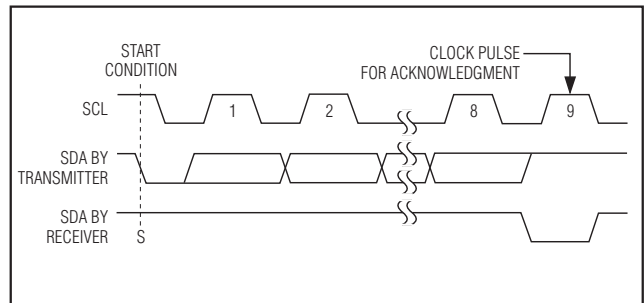 START
CONDITION
CLOCK PULSE
FOR ACKNOWLEDGMENT
SCL
1
2
8
9
SDA BY
TRANSMITTER
SDA BY
RECEIVER
S